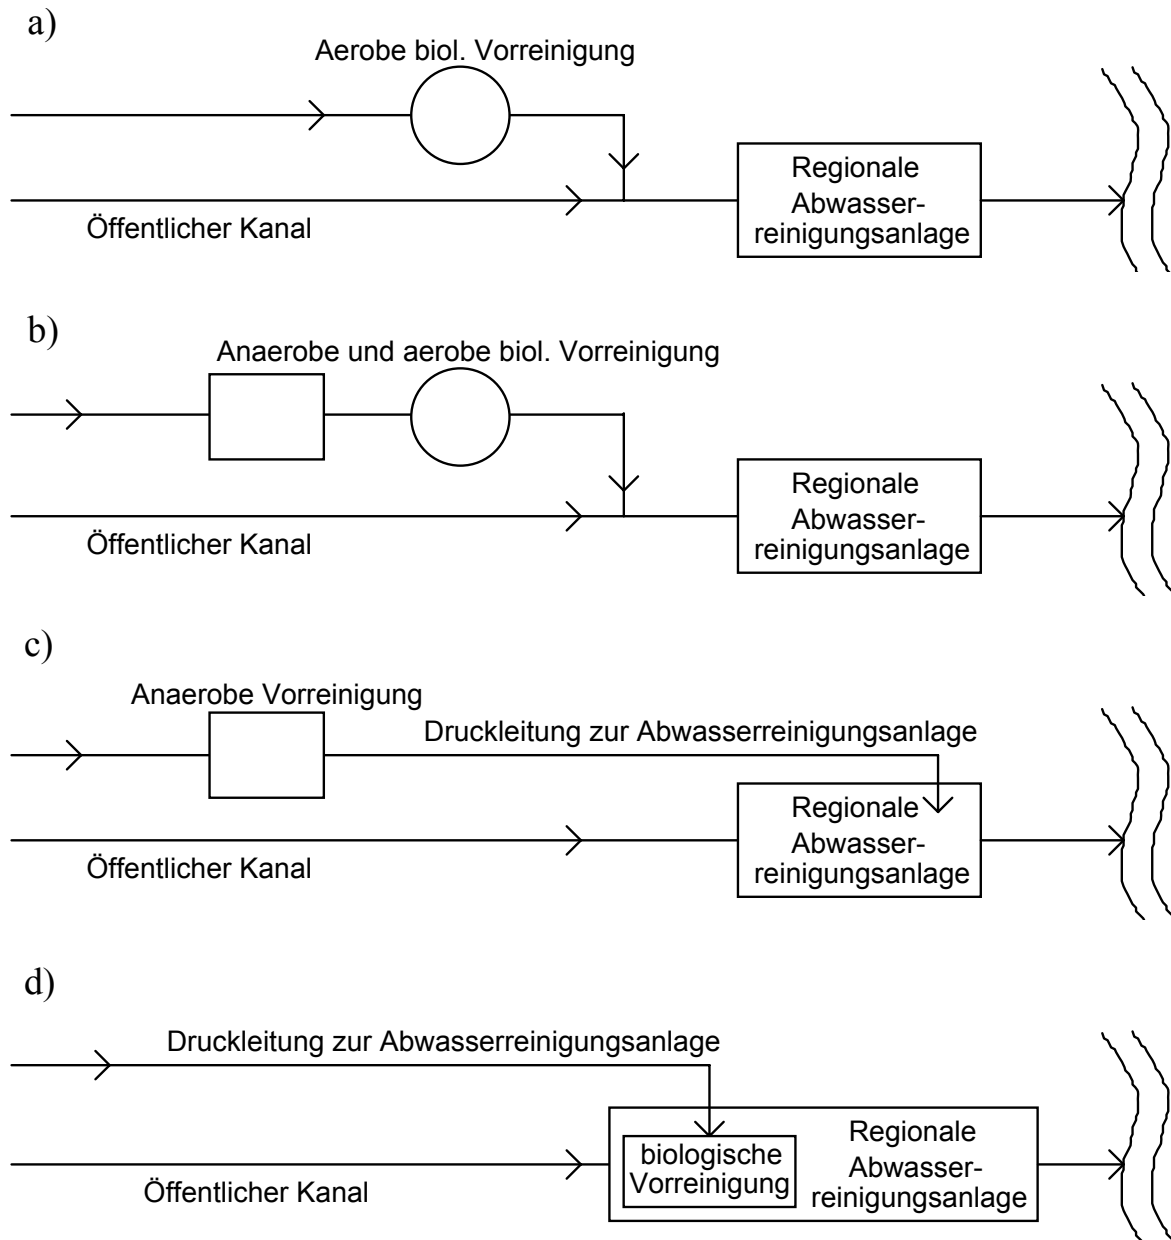 a)
Aerobe biol. Vorreinigung
Regionale
Abwasser-
reinigungsanlage
Öffentlicher Kanal
b)
Anaerobe und aerobe biol. Vorreinigung
Regionale
Abwasser-
reinigungsanlage
Öffentlicher Kanal
c)
Anaerobe Vorreinigung
Druckleitung zur Abwasserreinigungsanlage
Regionale
Abwasser-
reinigungsanlage
Öffentlicher Kanal
d)
Druckleitung zur Abwasserreinigungsanlage
biologische
Vorreinigung
Regionale
Abwasser-
reinigungsanlage
Öffentlicher Kanal